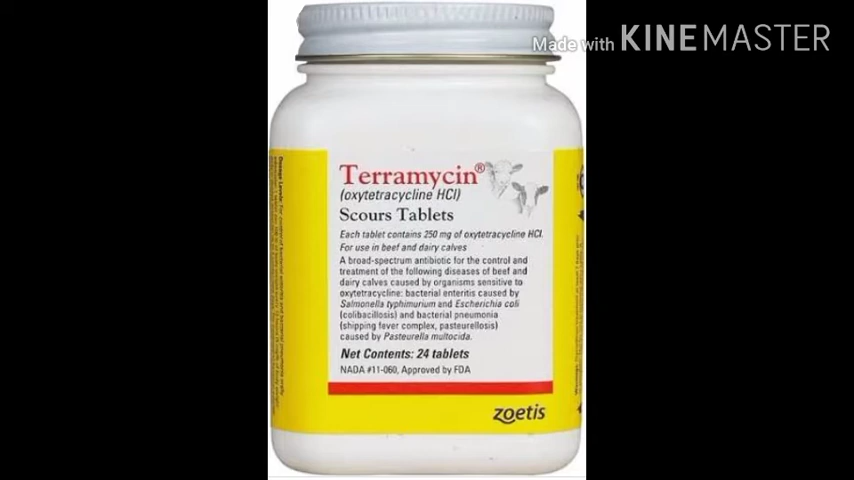 Made with KINEMASTER
Terramycin®
(oxytetracycline HCl)
Scours Tablets
Each tablet contains 250 mg of oxytetracycline HCl.
For use in beef and dairy calves
A broad-spectrum antibiotic for the control and
treatment of the following diseases of beef and
dairy calves caused by organisms sensitive to
oxytetracycline: bacterial enteritis caused by
Salmonella typhimurium and Escherichia coli
(colibacillosis) and bacterial pneumonia
(shipping fever complex, pasteurellosis)
caused by Pasteurella multocida.
Net Contents: 24 tablets
NADA #11-060, Approved by FDA
zoetis